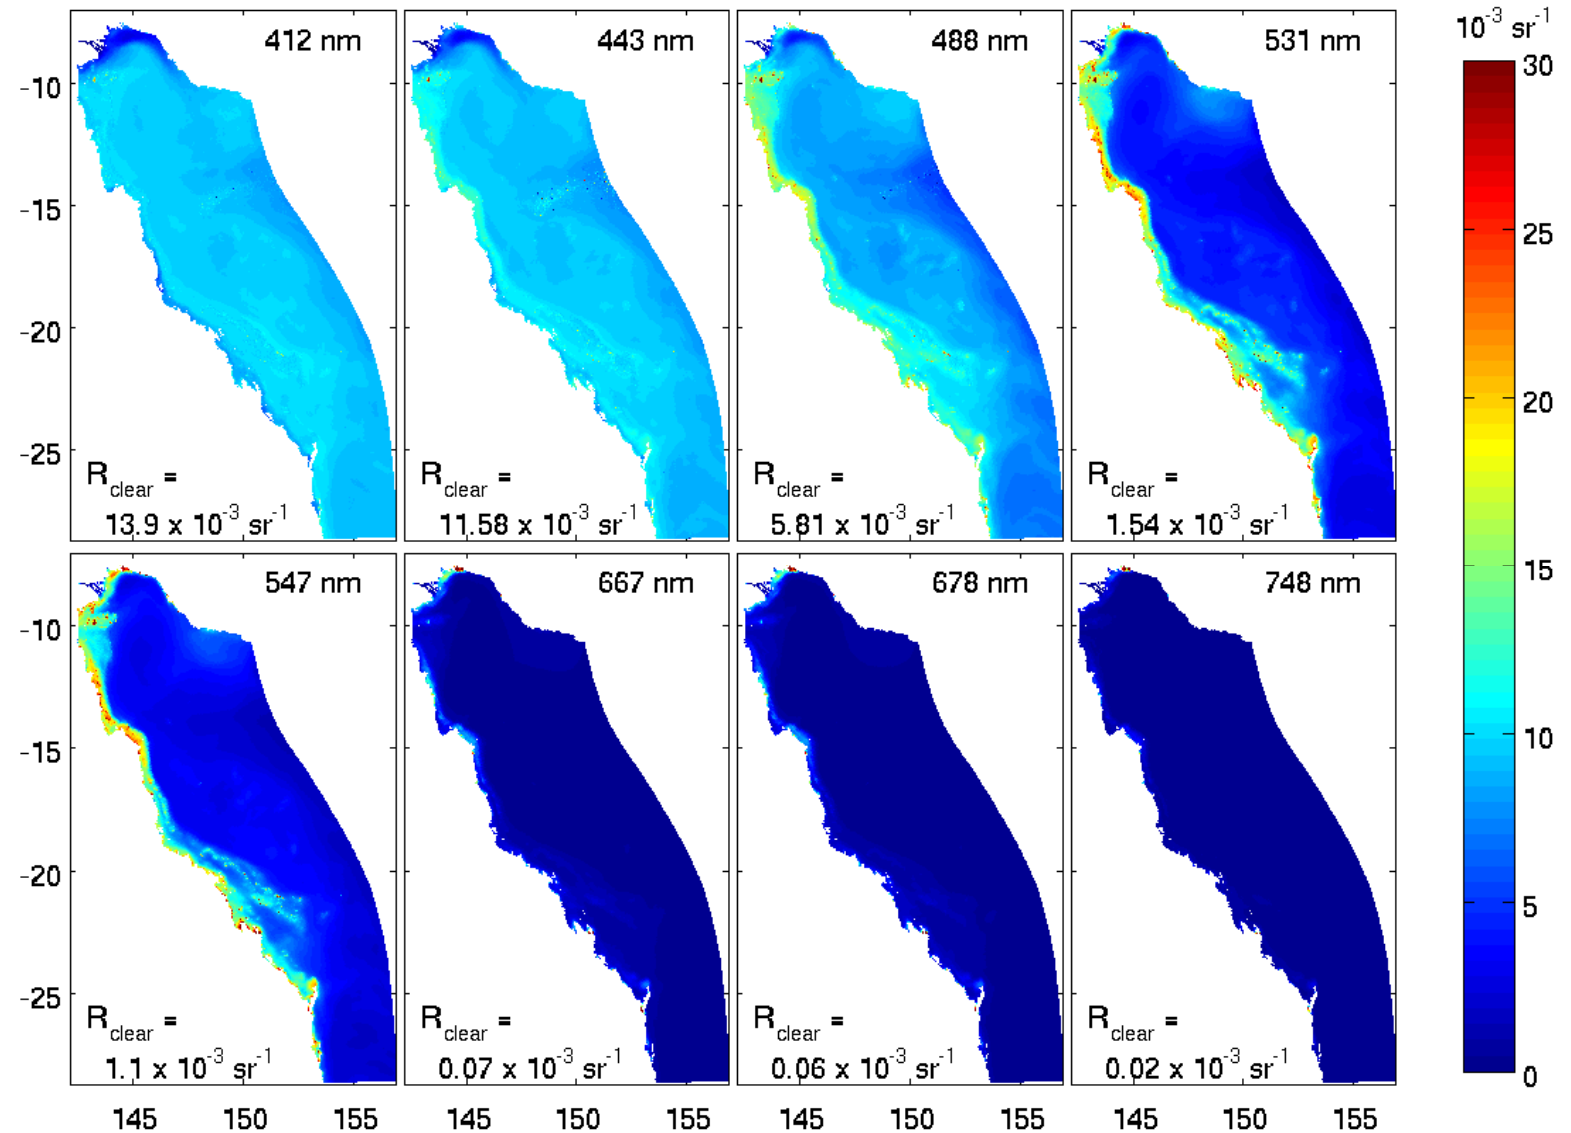 412 nm
443 nm
488 nm
531 nm
10⁻³ sr⁻¹
30
25
20
15
10
5
0
-10
-15
-20
-25
R_clear =
13.9 x 10⁻³ sr⁻¹
R_clear =
11.58 x 10⁻³ sr⁻¹
R_clear =
5.81 x 10⁻³ sr⁻¹
R_clear =
1.54 x 10⁻³ sr⁻¹
547 nm
667 nm
678 nm
748 nm
-10
-15
-20
-25
R_clear =
1.1 x 10⁻³ sr⁻¹
R_clear =
0.07 x 10⁻³ sr⁻¹
R_clear =
0.06 x 10⁻³ sr⁻¹
R_clear =
0.02 x 10⁻³ sr⁻¹
145 150 155
145 150 155
145 150 155
145 150 155